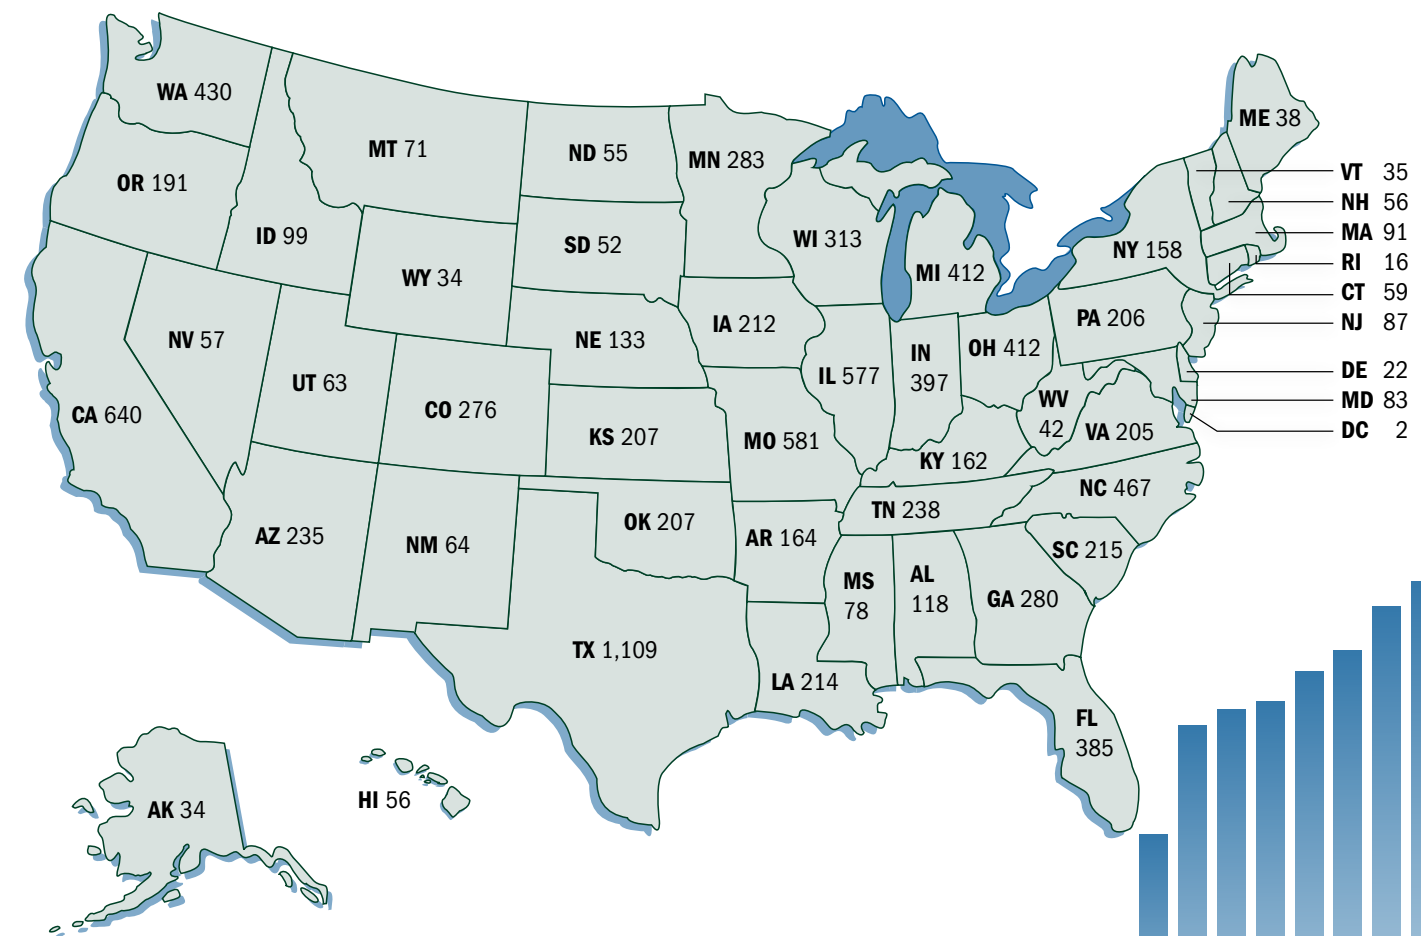 WA 430
ME 38
MT 71
ND 55
MN 283
VT 35
OR 191
NH 56
ID 99
SD 52
WI 313
MA 91
NY 158
RI 16
WY 34
MI 412
CT 59
NV 57
NE 133
IA 212
PA 206
NJ 87
UT 63
IL 577
IN
397
OH 412
DE 22
CA 640
CO 276
WV
42
MD 83
KS 207
MO 581
VA 205
DC 2
KY 162
NC 467
AZ 235
NM 64
OK 207
AR 164
TN 238
SC 215
MS
78
AL
118
GA 280
TX 1,109
LA 214
FL
385
AK 34
HI 56